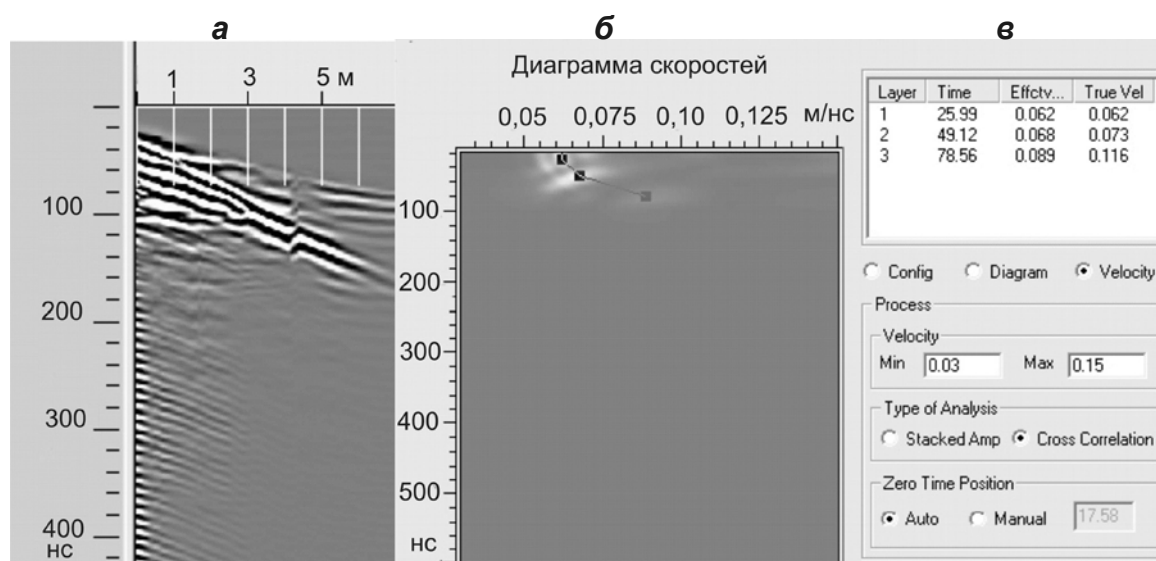 а
б
в
1 3 5 м
100
200
300
400
нс
Диаграмма скоростей
0,05 0,075 0,10 0,125 м/нс
100
200
300
400
500
нс
Layer Time Effctv... True Vel
1 25.99 0.062 0.062
2 49.12 0.068 0.073
3 78.56 0.089 0.116
Config Diagram Velocity
Process
Velocity
Min 0.03 Max 0.15
Type of Analysis
Stacked Amp Cross Correlation
Zero Time Position
Auto Manual 17.58